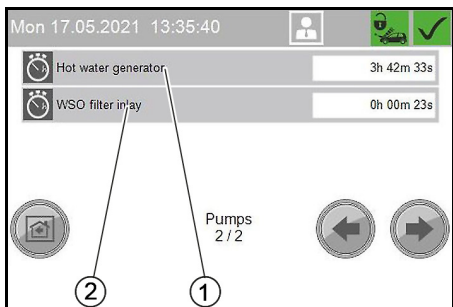 Mon 17.05.2021 13:35:40
Hot water generator 3h 42m 33s
WSO filter inlay 0h 00m 23s
Pumps
2 / 2
2 1